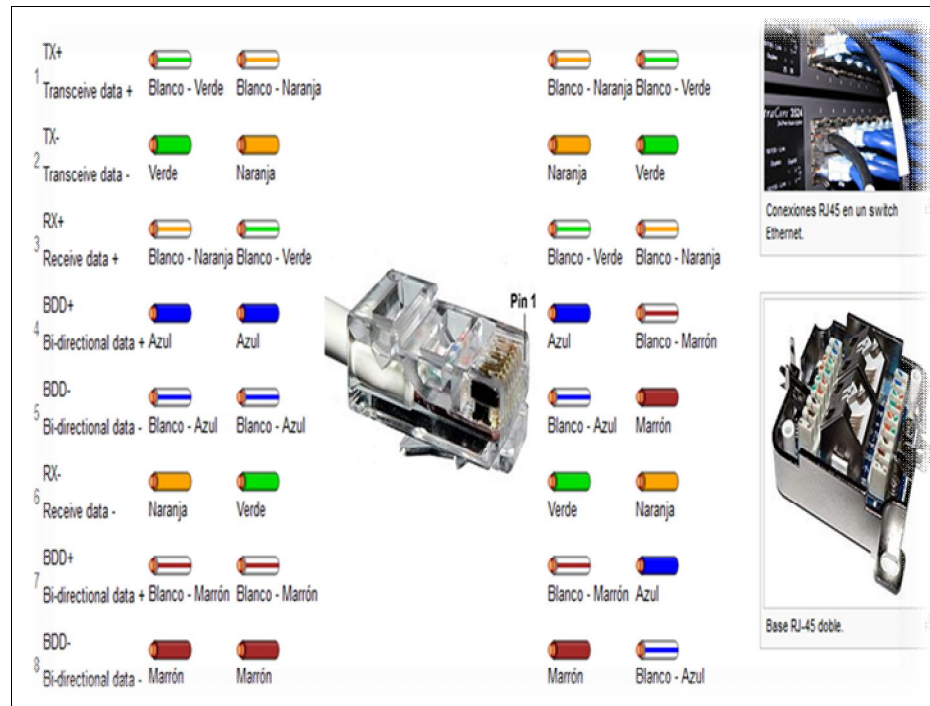 TX+
1
Transceive data +
Blanco - Verde
Blanco - Naranja
Blanco - Naranja
Blanco - Verde
TX-
2
Transceive data -
Verde
Naranja
Naranja
Verde
RX+
3
Receive data +
Blanco - Naranja
Blanco - Verde
Blanco - Verde
Blanco - Naranja
BDD+
4
Bi-directional data +
Azul
Azul
Azul
Blanco - Marrón
BDD-
5
Bi-directional data -
Blanco - Azul
Blanco - Azul
Blanco - Azul
Marrón
RX-
6
Receive data -
Naranja
Verde
Verde
Naranja
BDD+
7
Bi-directional data +
Blanco - Marrón
Blanco - Marrón
Blanco - Marrón
Azul
BDD-
8
Bi-directional data -
Marrón
Marrón
Marrón
Blanco - Azul
Pin 1
3024
Conexiones RJ45 en un switch
Ethernet.
Base RJ-45 doble.